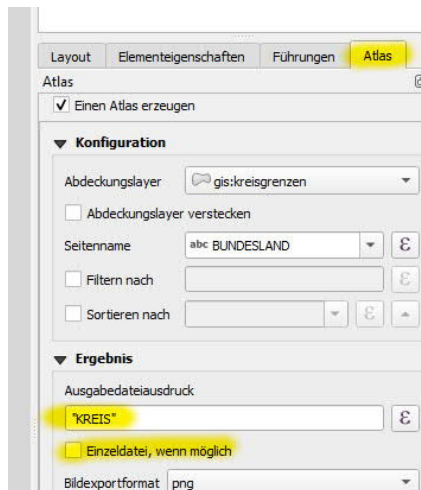 Layout Elementeigenschaften Führungen Atlas
Atlas
Einen Atlas erzeugen
Konfiguration
Abdeckungslayer gis:kreisgrenzen
Abdeckungslayer verstecken
Seitenname abc BUNDESLAND ε
Filtern nach ε
Sortieren nach ε
Ergebnis
Ausgabedateiausdruck
"KREIS" ε
Einzeldatei, wenn möglich
Bildexportformat png